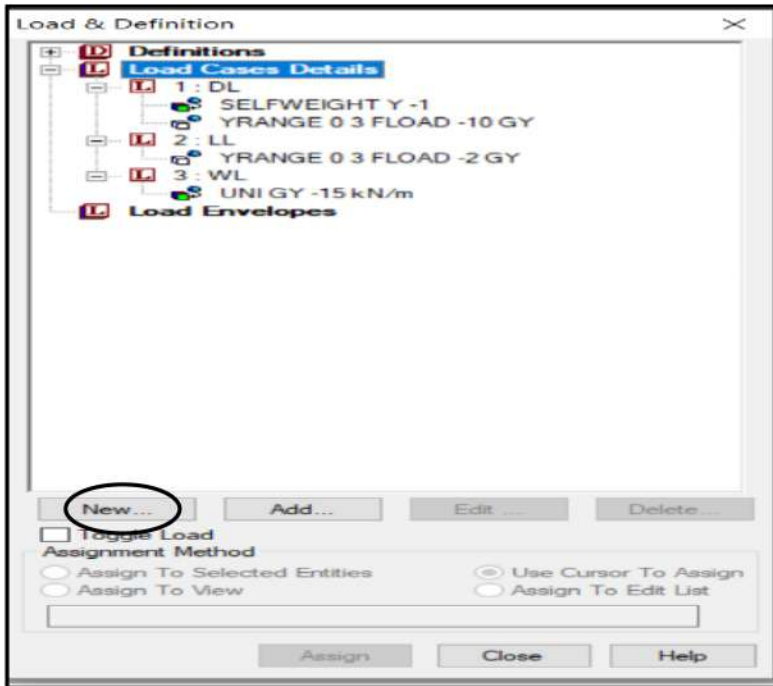 Load & Definition
Definitions
Load Cases Details
1 : DL
SELFWEIGHT Y -1
YRANGE 0 3 FLOAD -10 GY
2 : LL
YRANGE 0 3 FLOAD -2 GY
3 : WL
UNI GY -15 kN/m
Load Envelopes
New... Add... Edit ... Delete...
Toggle Load
Assignment Method
Assign To Selected Entities Use Cursor To Assign
Assign To View Assign To Edit List
Assign Close Help